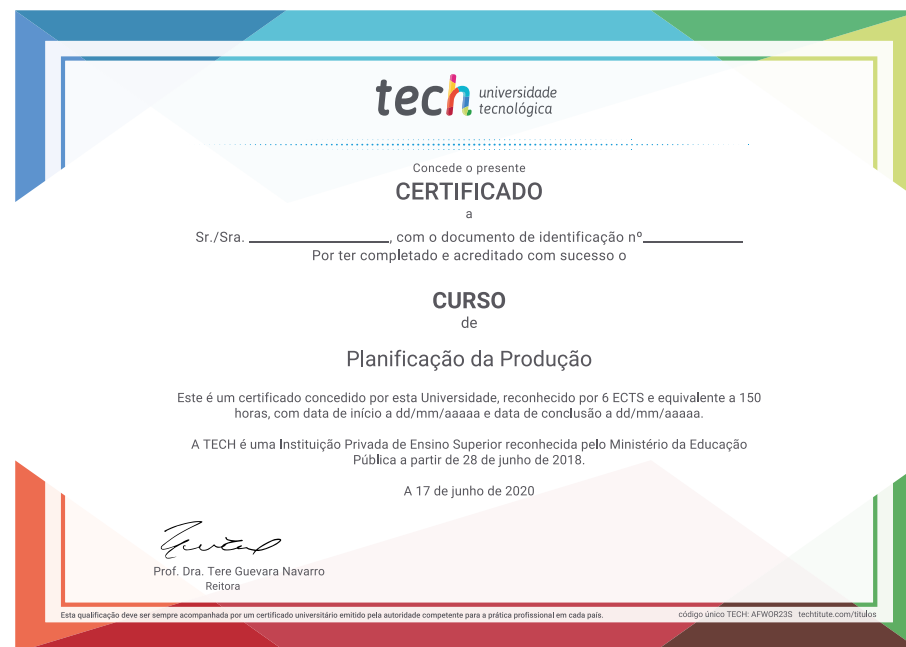 tech universidade
tecnológica
Concede o presente
CERTIFICADO
a
Sr./Sra. __________________, com o documento de identificação nº_____________
Por ter completado e acreditado com sucesso o
CURSO
de
Planificação da Produção
Este é um certificado concedido por esta Universidade, reconhecido por 6 ECTS e equivalente a 150
horas, com data de início a dd/mm/aaaaa e data de conclusão a dd/mm/aaaaa.
A TECH é uma Instituição Privada de Ensino Superior reconhecida pelo Ministério da Educação
Pública a partir de 28 de junho de 2018.
A 17 de junho de 2020
Prof. Dra. Tere Guevara Navarro
Reitora
Esta qualificação deve ser sempre acompanhada por um certificado universitário emitido pela autoridade competente para a prática profissional em cada país.
código único TECH: AFWOR23S techtitute.com/titulos